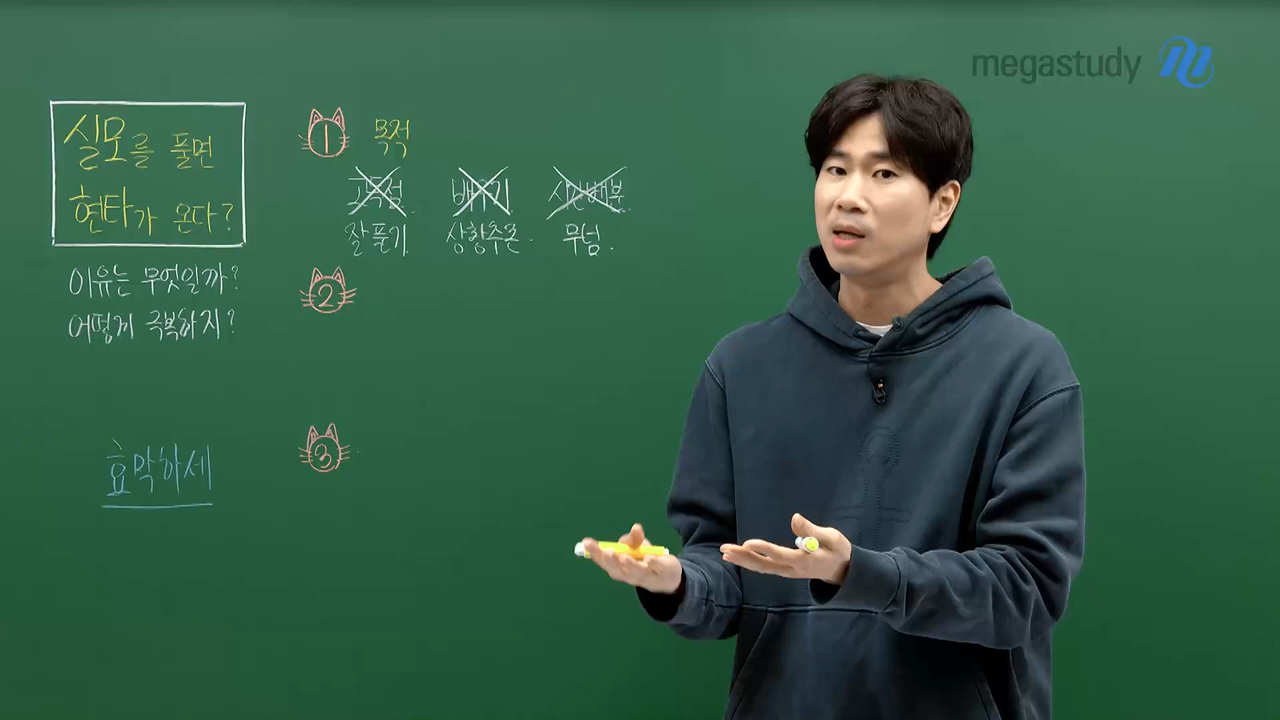 megastudy
실모를 풀면
현타가 온다?
이유는 무엇일까?
어떻게 극복하지?
효막하세
1 목적
고득점. 배우기 시간배분.
잘풀기. 상황추론. 무넘.
2
3